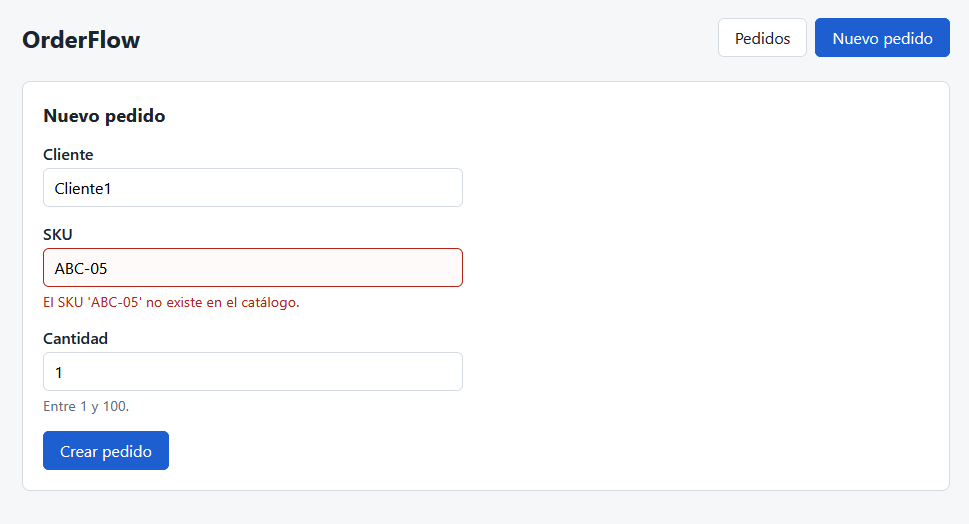 OrderFlow
Pedidos
Nuevo pedido
Nuevo pedido
Cliente
Cliente1
SKU
ABC-05
El SKU 'ABC-05' no existe en el catálogo.
Cantidad
1
Entre 1 y 100.
Crear pedido